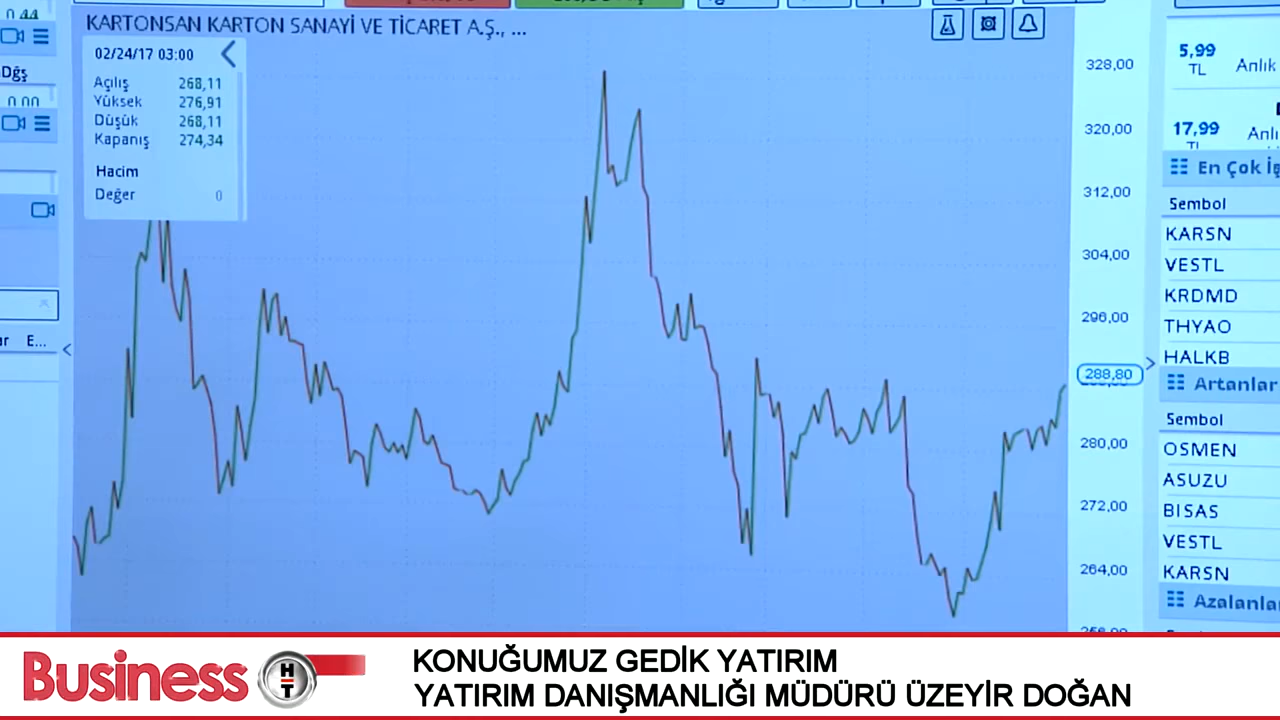 0,44
KARTONSAN KARTON SANAYİ VE TİCARET A.Ş., ...
02/24/17 03:00
Açılış 268,11
Yüksek 276,91
Düşük 268,11
Kapanış 274,34
Hacim
Değer 0
Dğş
0,00
E...
328,00
320,00
312,00
304,00
296,00
288,80
280,00
272,00
264,00
5,99
TL
Anlık
17,99
TL
En Çok İş
Sembol
KARSN
VESTL
KRDMD
THYAO
HALKB
Artanlar
Sembol
OSMEN
ASUZU
BISAS
VESTL
KARSN
Azalanla
Business HT
KONUĞUMUZ GEDİK YATIRIM
YATIRIM DANIŞMANLIĞI MÜDÜRÜ ÜZEYİR DOĞAN